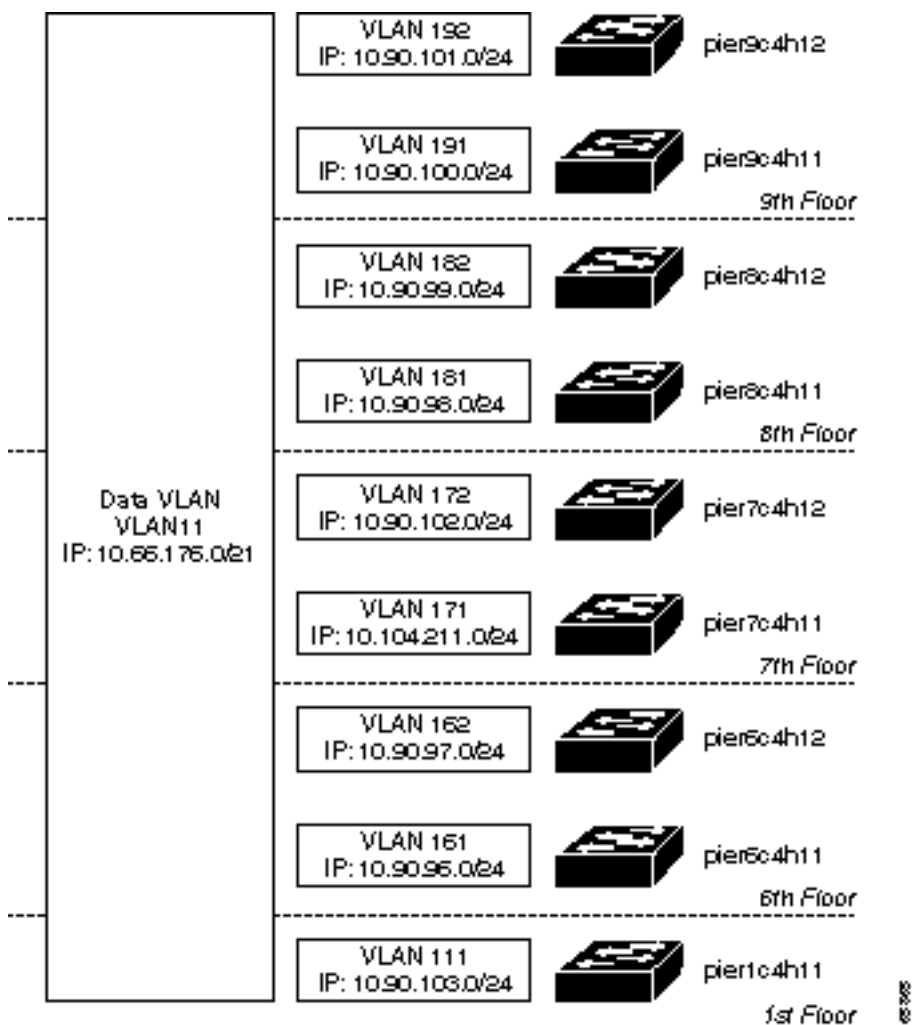 VLAN 192
IP: 10.90.101.0/24
pier9c4h12
VLAN 191
IP: 10.90.100.0/24
pier9c4h11
9th Floor
VLAN 182
IP: 10.90.99.0/24
pier8c4h12
VLAN 181
IP: 10.90.98.0/24
pier8c4h11
8th Floor
Data VLAN
VLAN11
IP: 10.66.176.0/21
VLAN 172
IP: 10.90.102.0/24
pier7c4h12
VLAN 171
IP: 10.104.211.0/24
pier7c4h11
7th Floor
VLAN 162
IP: 10.90.97.0/24
pier6c4h12
VLAN 161
IP: 10.90.96.0/24
pier6c4h11
6th Floor
VLAN 111
IP: 10.90.103.0/24
pier1c4h11
1st Floor